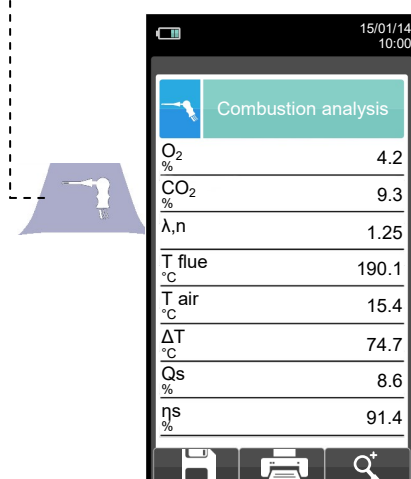 15/01/14
10:00
Combustion analysis
O₂ % 4.2
CO₂ % 9.3
λ,n 1.25
T flue °C 190.1
T air °C 15.4
ΔT °C 74.7
Qs % 8.6
ηs % 91.4